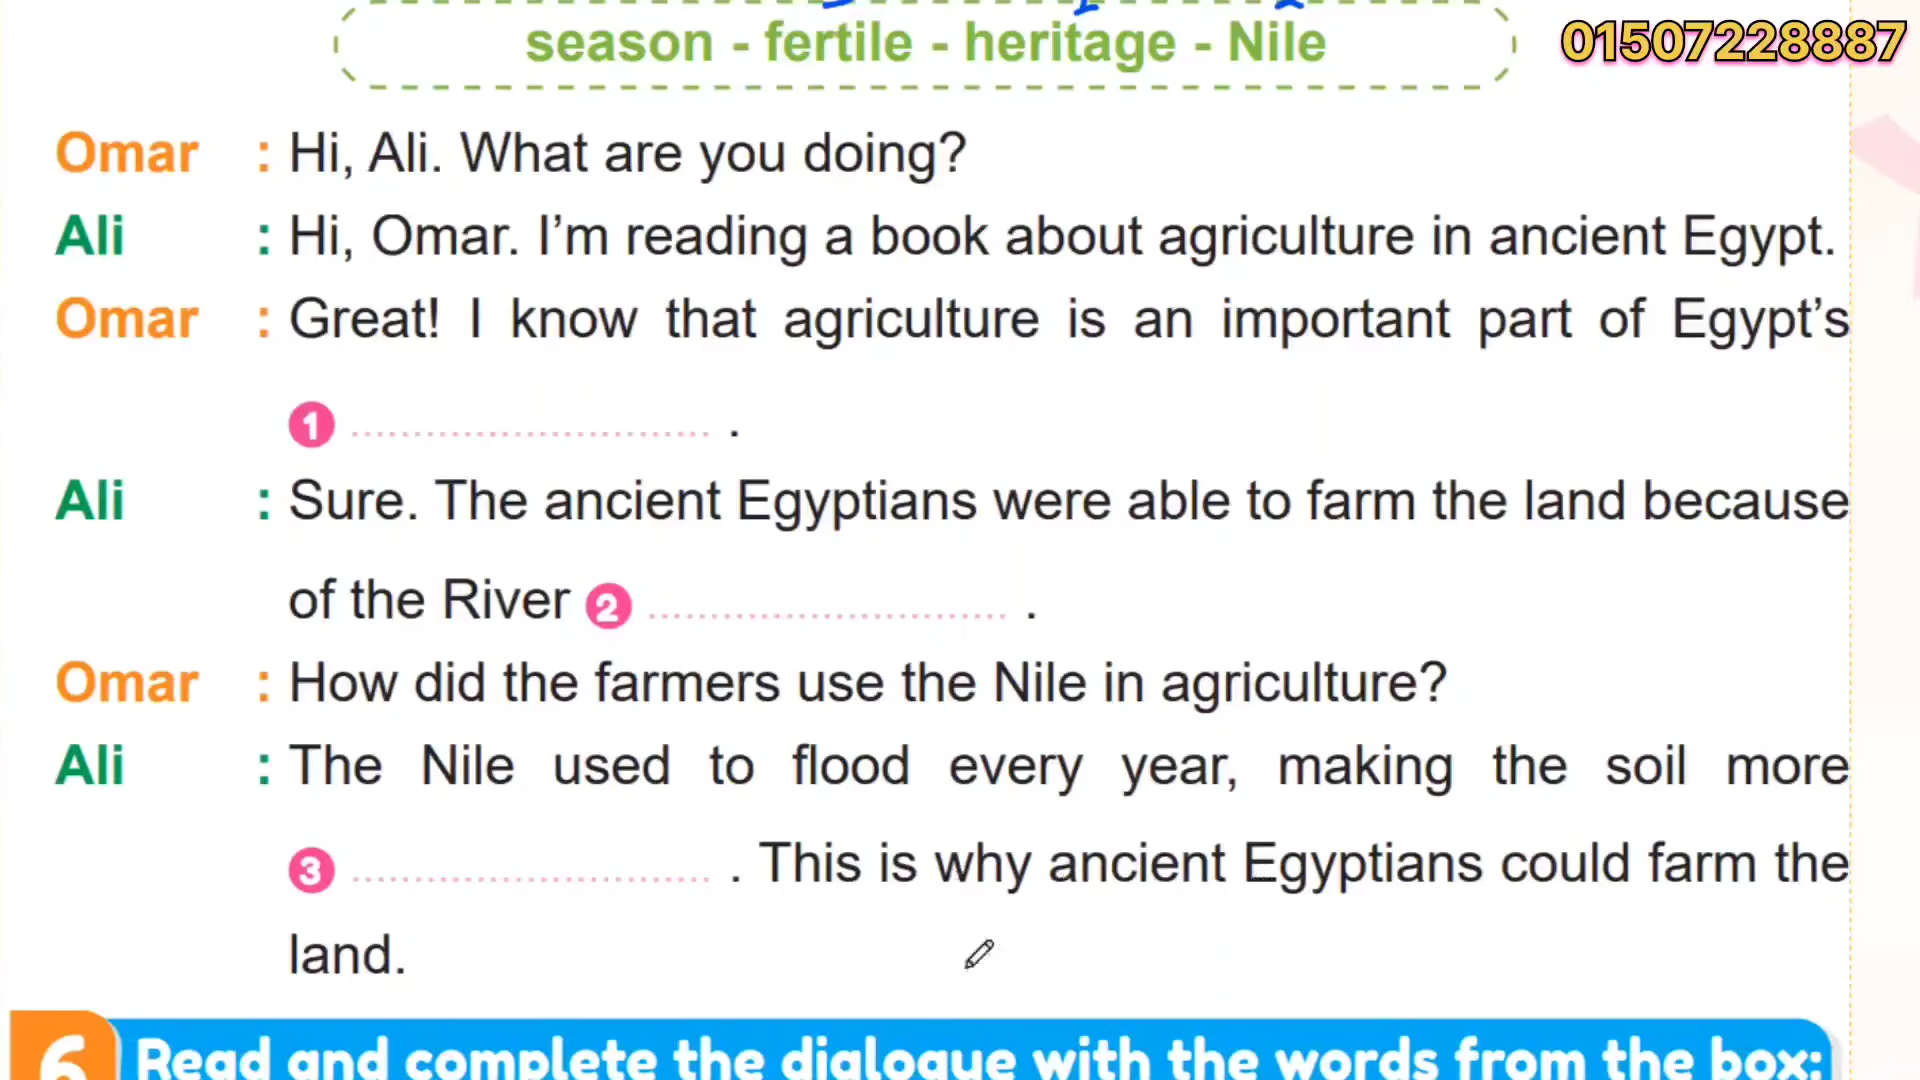 season - fertile - heritage - Nile
01507228887
Omar : Hi, Ali. What are you doing?
Ali : Hi, Omar. I'm reading a book about agriculture in ancient Egypt.
Omar : Great! I know that agriculture is an important part of Egypt's
1 ............................ .
Ali : Sure. The ancient Egyptians were able to farm the land because
of the River 2 ............................ .
Omar : How did the farmers use the Nile in agriculture?
Ali : The Nile used to flood every year, making the soil more
3 ............................ . This is why ancient Egyptians could farm the
land.
6 Read and complete the dialogue with the words from the box: